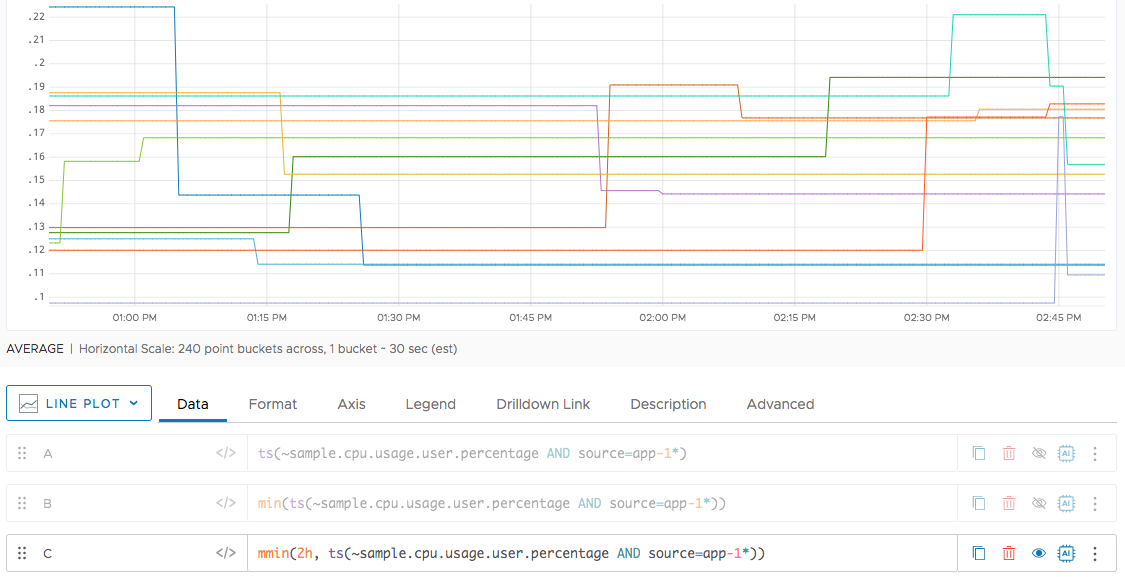 .22
.21
.2
.19
.18
.17
.16
.15
.14
.13
.12
.11
.1
01:00 PM 01:15 PM 01:30 PM 01:45 PM 02:00 PM 02:15 PM 02:30 PM 02:45 PM
AVERAGE | Horizontal Scale: 240 point buckets across, 1 bucket ~ 30 sec (est)
LINE PLOT Data Format Axis Legend Drilldown Link Description Advanced
A </> ts(~sample.cpu.usage.user.percentage AND source=app-1*) AI
B </> min(ts(~sample.cpu.usage.user.percentage AND source=app-1*)) AI
C </> mmin(2h, ts(~sample.cpu.usage.user.percentage AND source=app-1*)) AI